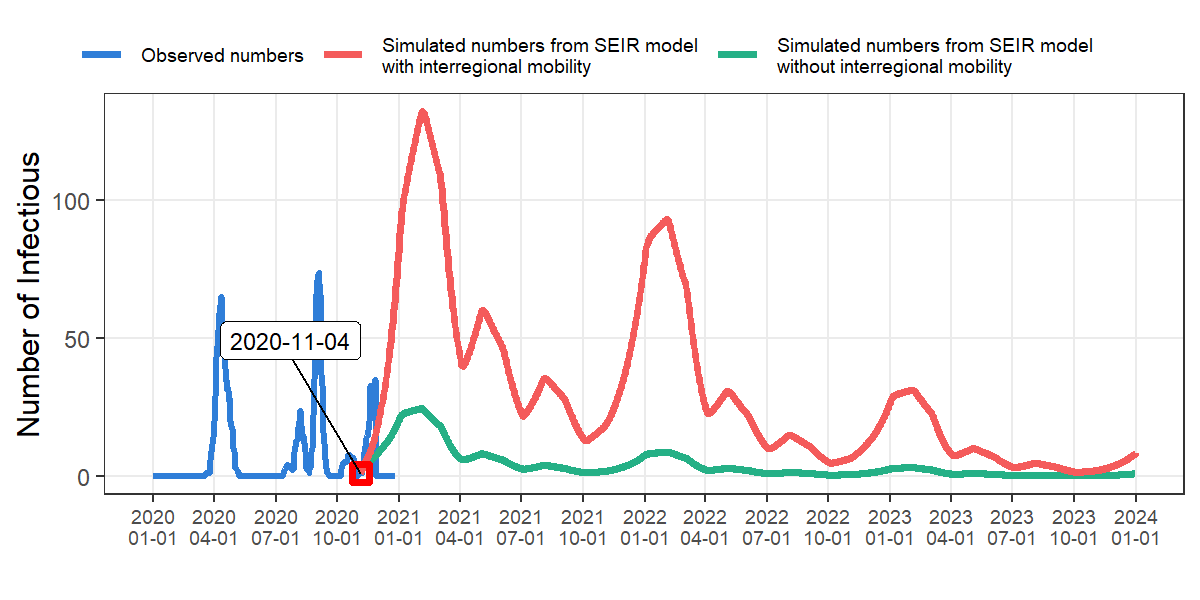 Observed numbers
Simulated numbers from SEIR model
with interregional mobility
Simulated numbers from SEIR model
without interregional mobility
Number of Infectious
100
50
0
2020-11-04
2020 2020 2020 2020 2021 2021 2021 2021 2022 2022 2022 2022 2023 2023 2023 2023 2024
01-01 04-01 07-01 10-01 01-01 04-01 07-01 10-01 01-01 04-01 07-01 10-01 01-01 04-01 07-01 10-01 01-01